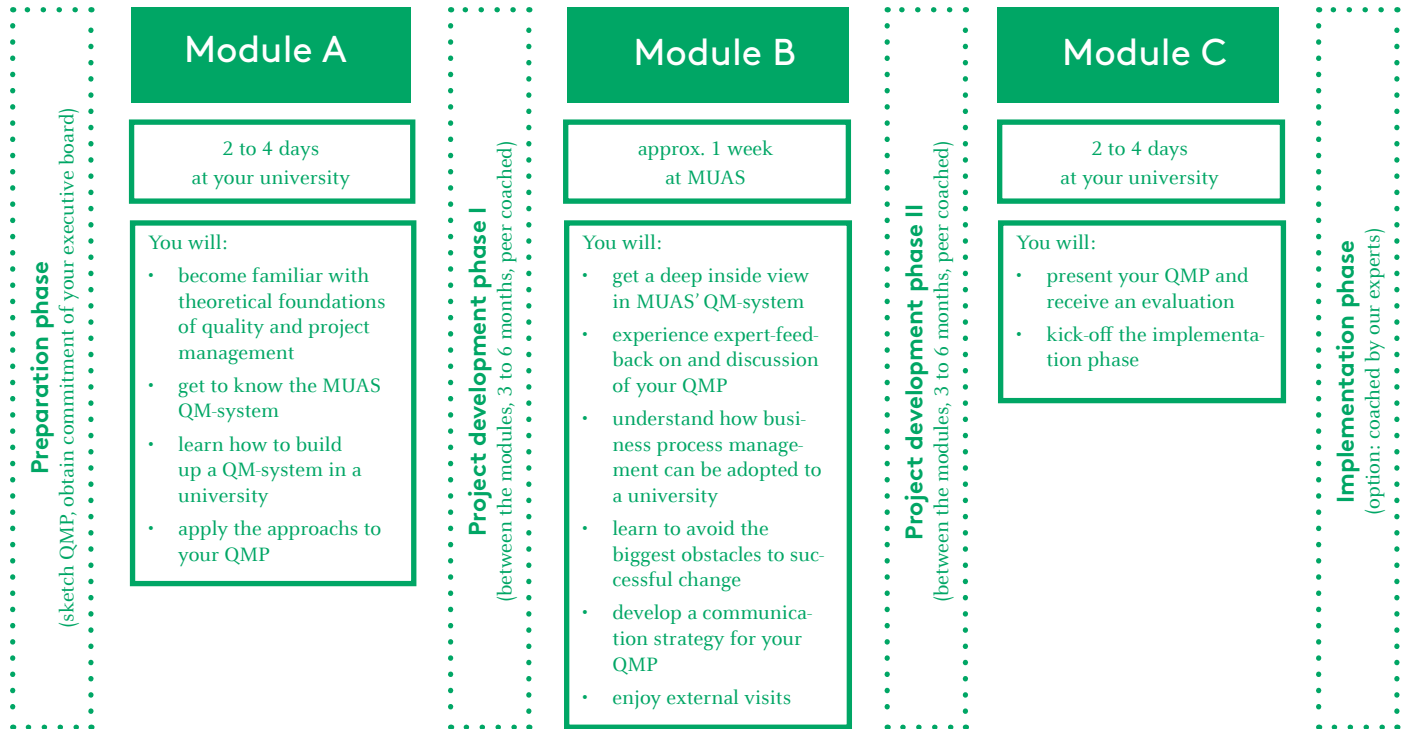 Preparation phase
(sketch QMP, obtain commitment of your executive board)
Module A
2 to 4 days
at your university
You will:
• become familiar with
theoretical foundations
of quality and project
management
• get to know the MUAS
QM-system
• learn how to build
up a QM-system in a
university
• apply the approachs to
your QMP
Project development phase I
(between the modules, 3 to 6 months, peer coached)
Module B
approx. 1 week
at MUAS
You will:
• get a deep inside view
in MUAS’ QM-system
• experience expert-feed-
back on and discussion
of your QMP
• understand how busi-
ness process manage-
ment can be adopted to
a university
• learn to avoid the
biggest obstacles to suc-
cessful change
• develop a communica-
tion strategy for your
QMP
• enjoy external visits
Project development phase II
(between the modules, 3 to 6 months, peer coached)
Module C
2 to 4 days
at your university
You will:
• present your QMP and
receive an evaluation
• kick-off the implementa-
tion phase
Implementation phase
(option: coached by our experts)